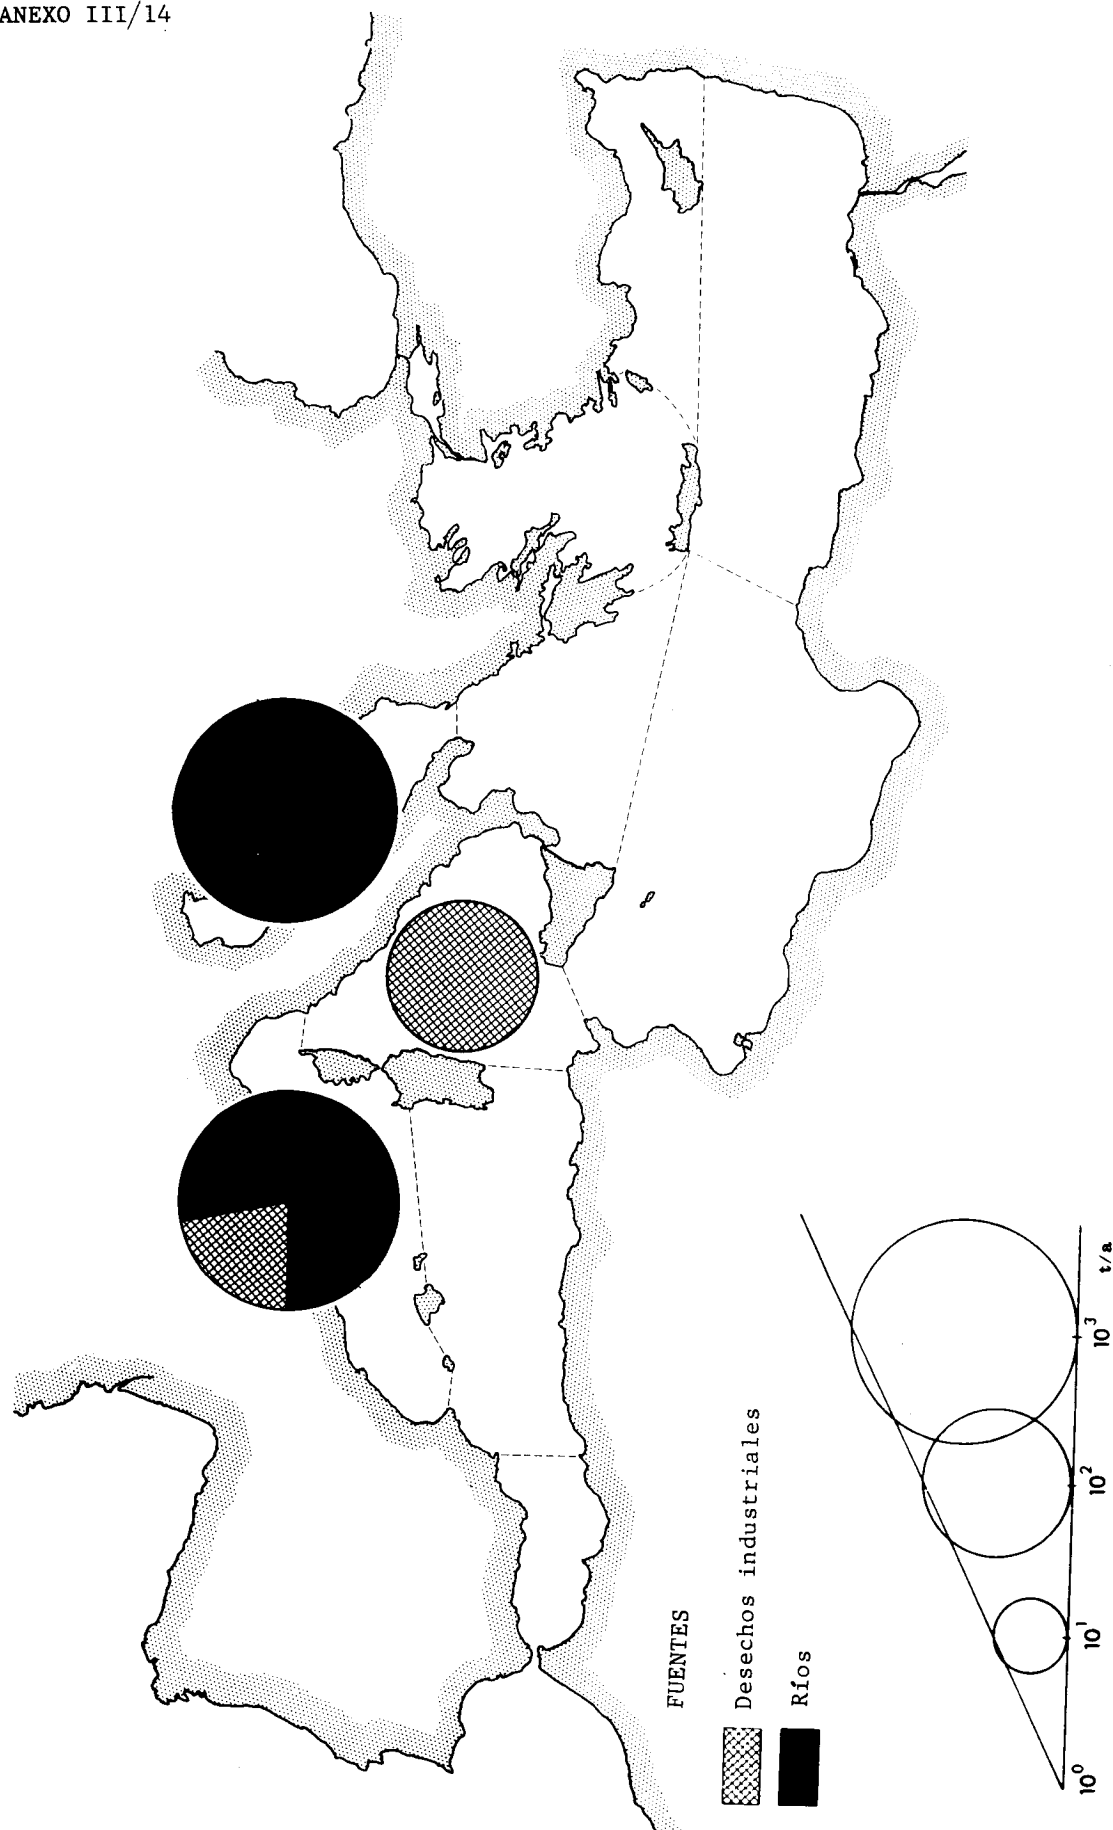 ANEXO III/14
FUENTES
Desechos industriales
Ríos
10⁰
10¹
10²
10³
t/a